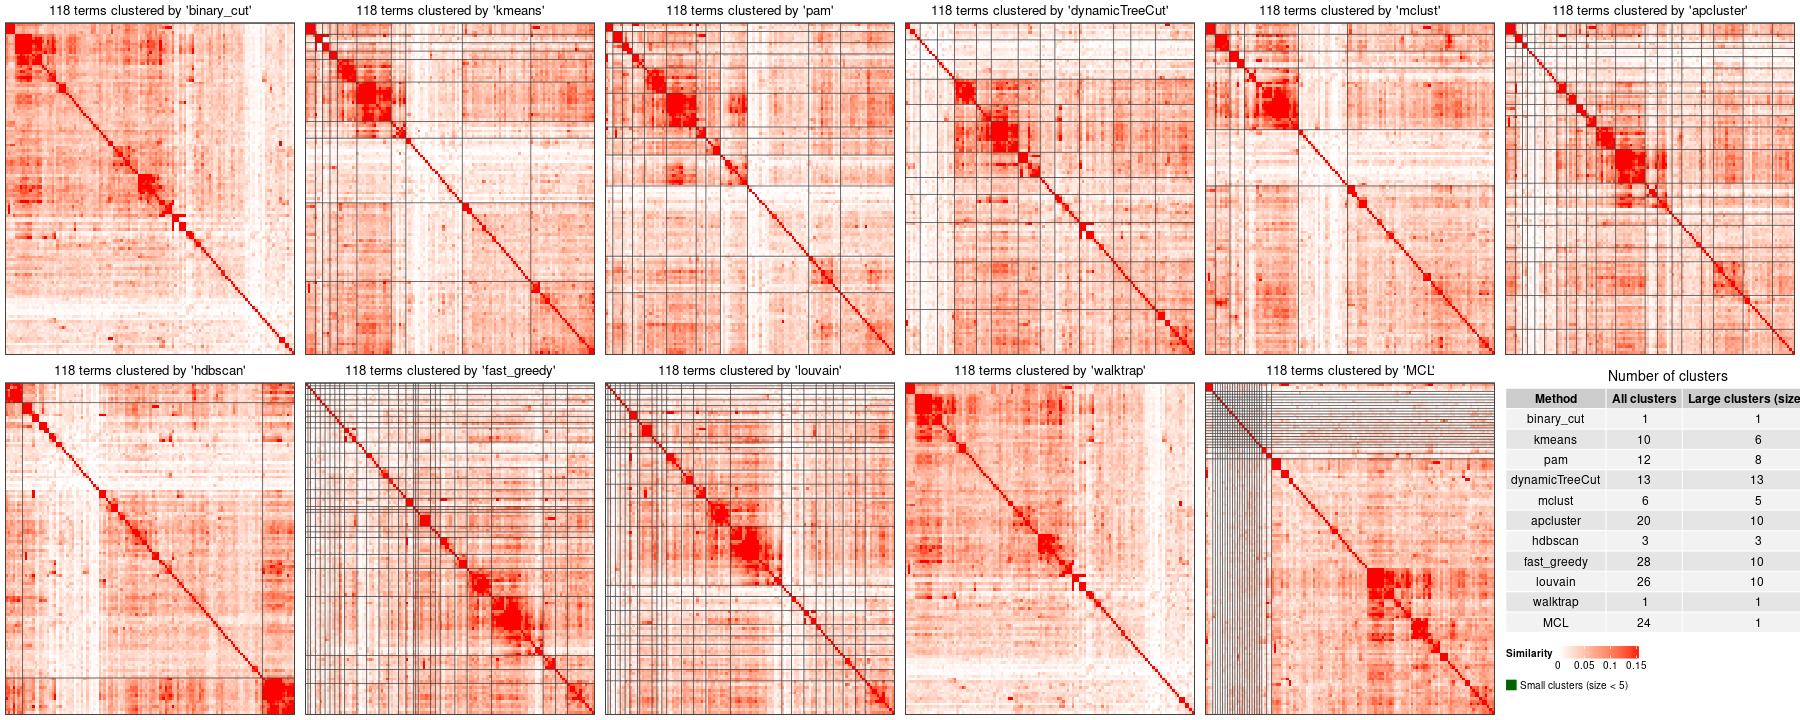 118 terms clustered by 'binary_cut'
118 terms clustered by 'kmeans'
118 terms clustered by 'pam'
118 terms clustered by 'dynamicTreeCut'
118 terms clustered by 'mclust'
118 terms clustered by 'apcluster'
118 terms clustered by 'hdbscan'
118 terms clustered by 'fast_greedy'
118 terms clustered by 'louvain'
118 terms clustered by 'walktrap'
118 terms clustered by 'MCL'
Number of clusters
Method All clusters Large clusters (size
binary_cut 1 1
kmeans 10 6
pam 12 8
dynamicTreeCut 13 13
mclust 6 5
apcluster 20 10
hdbscan 3 3
fast_greedy 28 10
louvain 26 10
walktrap 1 1
MCL 24 1
Similarity
0 0.05 0.1 0.15
Small clusters (size < 5)